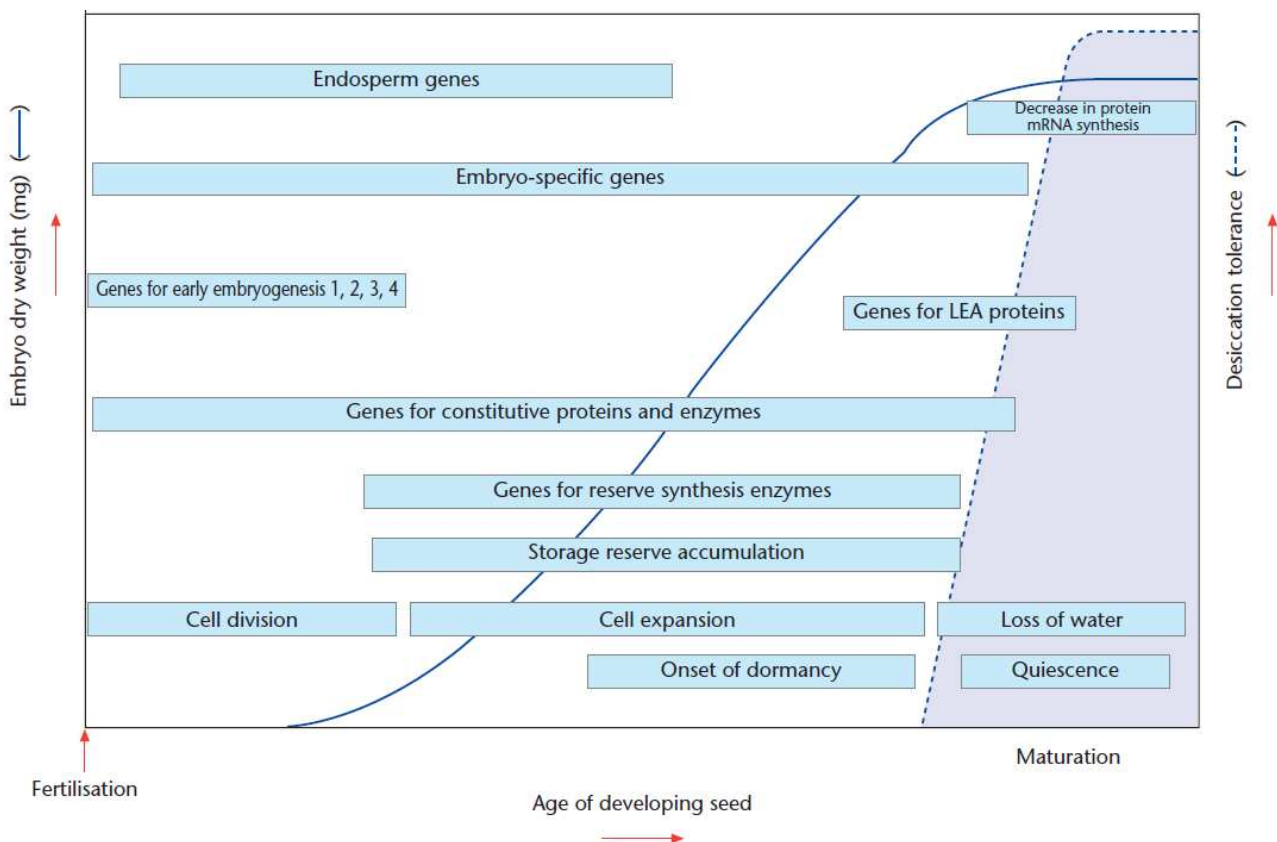 Endosperm genes
Decrease in protein
mRNA synthesis
Embryo-specific genes
Genes for early embryogenesis 1, 2, 3, 4
Genes for LEA proteins
Genes for constitutive proteins and enzymes
Genes for reserve synthesis enzymes
Storage reserve accumulation
Cell division
Cell expansion
Loss of water
Onset of dormancy
Quiescence
Embryo dry weight (mg) (—)
Desiccation tolerance (----)
Maturation
Fertilisation
Age of developing seed